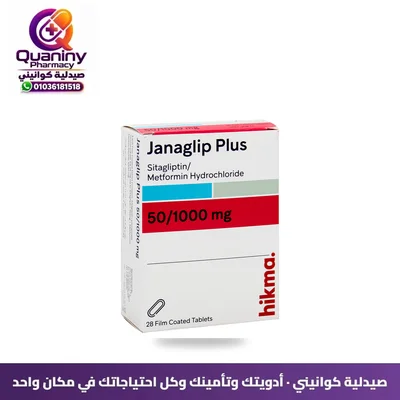 Quaniny
Pharmacy
صيدلية كوانيني
01036181518
Janaglip Plus
Sitagliptin/
Metformin Hydrochloride
50/1000 mg
28 Film Coated Tablets
hikma.
Janaglip Plus 50/1000 mg
صيدلية كوانيني - أدويتك وتأمينك وكل احتياجاتك في مكان واحد